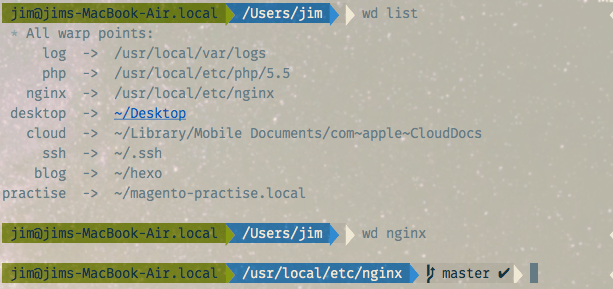 jim@jims-MacBook-Air.local /Users/jim wd list
* All warp points:
log -> /usr/local/var/logs
php -> /usr/local/etc/php/5.5
nginx -> /usr/local/etc/nginx
desktop -> ~/Desktop
cloud -> ~/Library/Mobile Documents/com~apple~CloudDocs
ssh -> ~/.ssh
blog -> ~/hexo
practise -> ~/magento-practise.local
jim@jims-MacBook-Air.local /Users/jim wd nginx
jim@jims-MacBook-Air.local /usr/local/etc/nginx master ✔